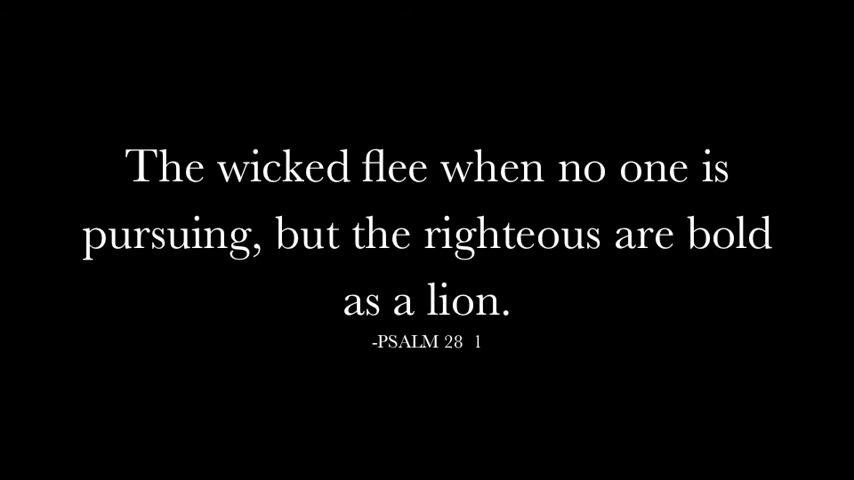 The wicked flee when no one is
pursuing, but the righteous are bold
as a lion.
-PSALM 28 1